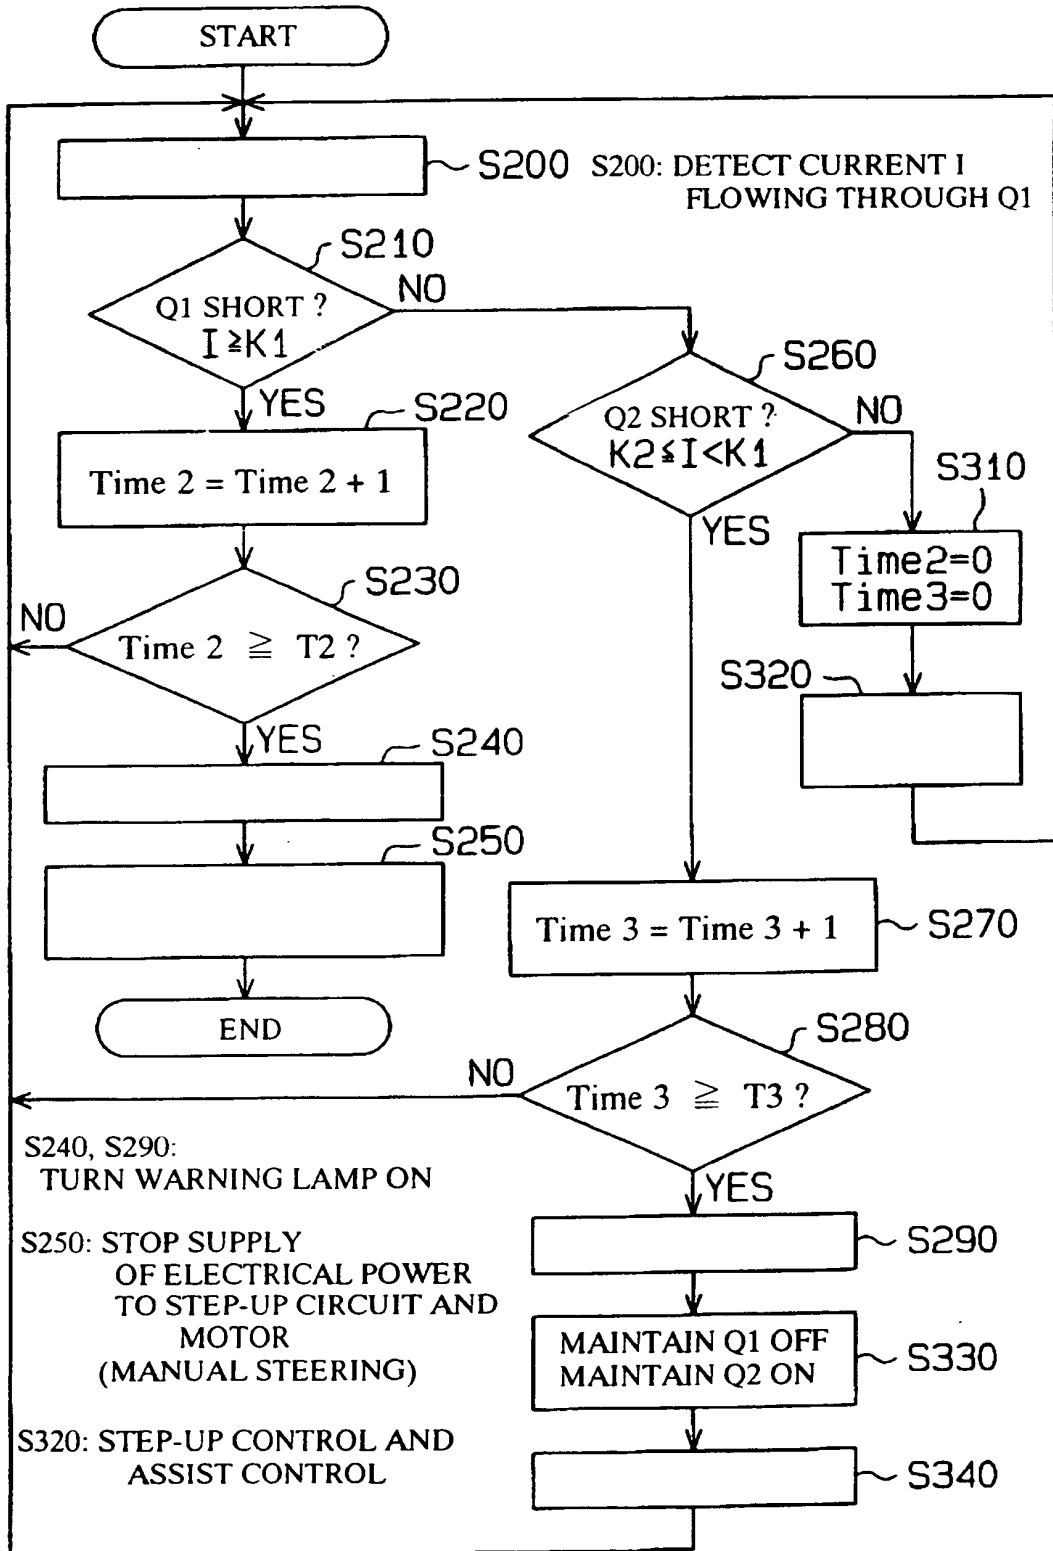 START
S200
S200: DETECT CURRENT I
FLOWING THROUGH Q1
S210
Q1 SHORT ?
I≧K1
NO
YES
S220
Time 2 = Time 2 + 1
S230
NO
Time 2 ≧ T2 ?
YES
S240
S250
END
S260
Q2 SHORT ?
K2≦I<K1
NO
YES
S310
Time2=0
Time3=0
S320
Time 3 = Time 3 + 1
S270
S280
NO
Time 3 ≧ T3 ?
YES
S290
MAINTAIN Q1 OFF
MAINTAIN Q2 ON
S330
S340
S240, S290:
TURN WARNING LAMP ON
S250: STOP SUPPLY
OF ELECTRICAL POWER
TO STEP-UP CIRCUIT AND
MOTOR
(MANUAL STEERING)
S320: STEP-UP CONTROL AND
ASSIST CONTROL